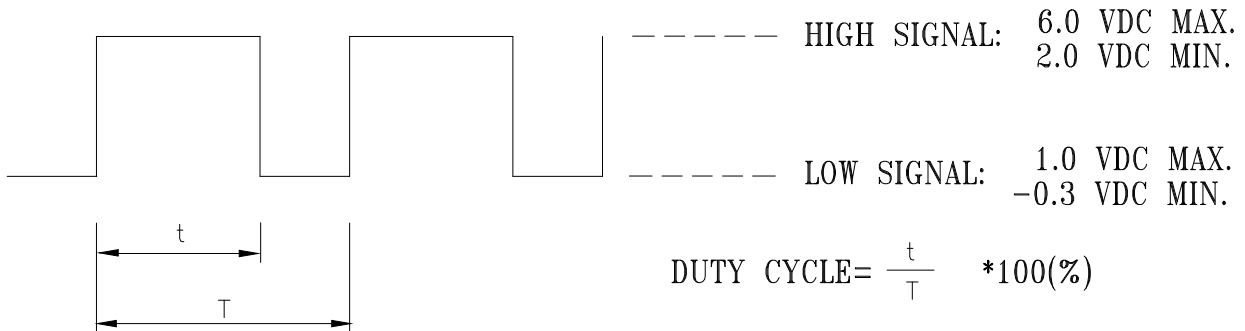 HIGH SIGNAL: 6.0 VDC MAX.
2.0 VDC MIN.
LOW SIGNAL: 1.0 VDC MAX.
-0.3 VDC MIN.
t
T
DUTY CYCLE= t/T *100(%)